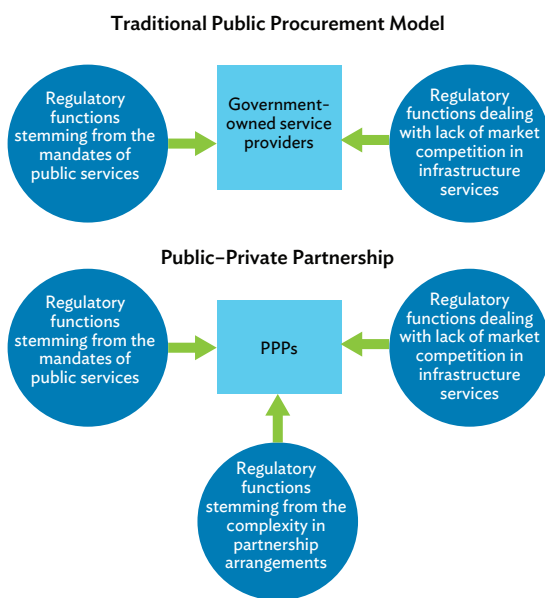 Traditional Public Procurement Model
Regulatory
functions
stemming from the
mandates of
public services
Government–
owned service
providers
Regulatory
functions dealing
with lack of market
competition in
infrastructure
services
Public–Private Partnership
Regulatory
functions
stemming from the
mandates of
public services
PPPs
Regulatory
functions dealing
with lack of market
competition in
infrastructure
services
Regulatory
functions
stemming from the
complexity in
partnership
arrangements